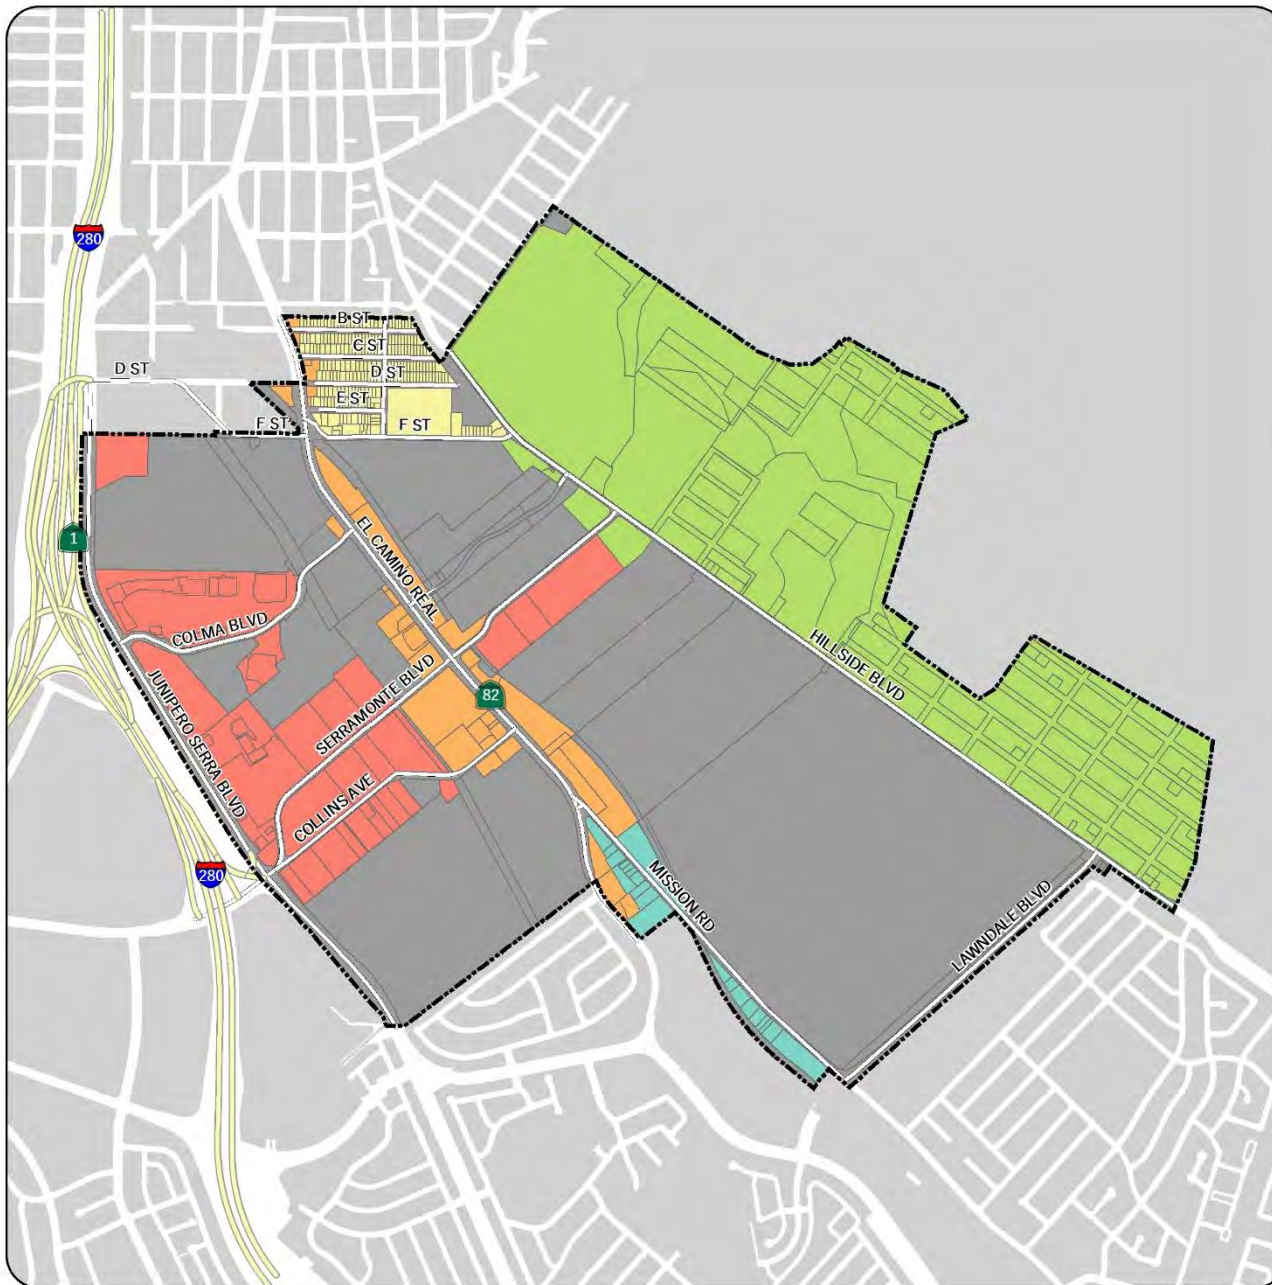 280
B ST
C ST
D ST
D ST
E ST
F ST
F ST
1
EL CAMINO REAL
COLMA BLVD
HILLSIDE BLVD
SERRAMONTE BLVD
82
JUNIPERO SERRA BLVD
COLLINS AVE
280
MISSION RD
LAWNDALE BLVD